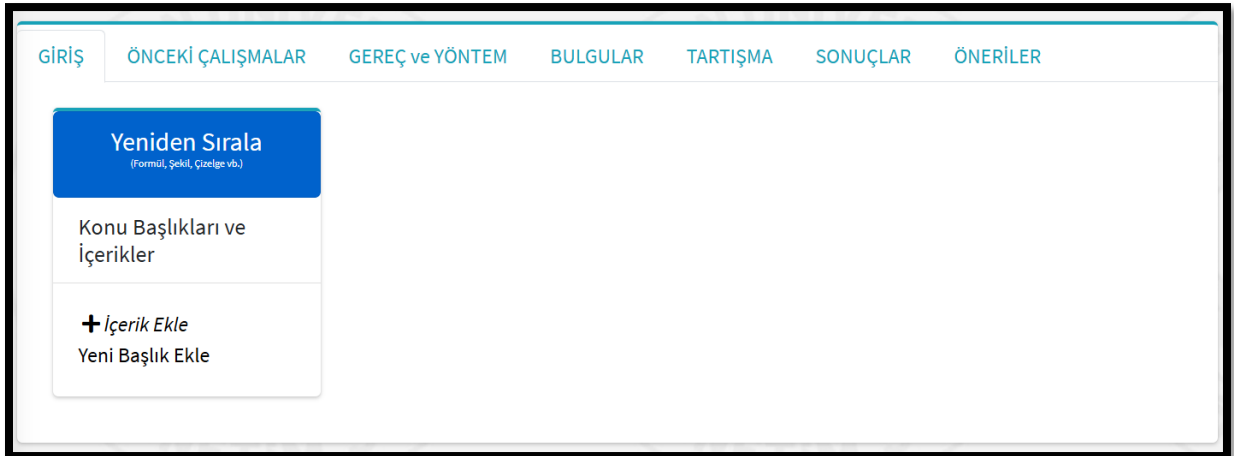 GİRİŞ ÖNCEKİ ÇALIŞMALAR GEREÇ ve YÖNTEM BULGULAR TARTIŞMA SONUÇLAR ÖNERİLER
Yeniden Sırala
(Formül, Şekil, Çizelge vb.)
Konu Başlıkları ve
İçerikler
İçerik Ekle
Yeni Başlık Ekle